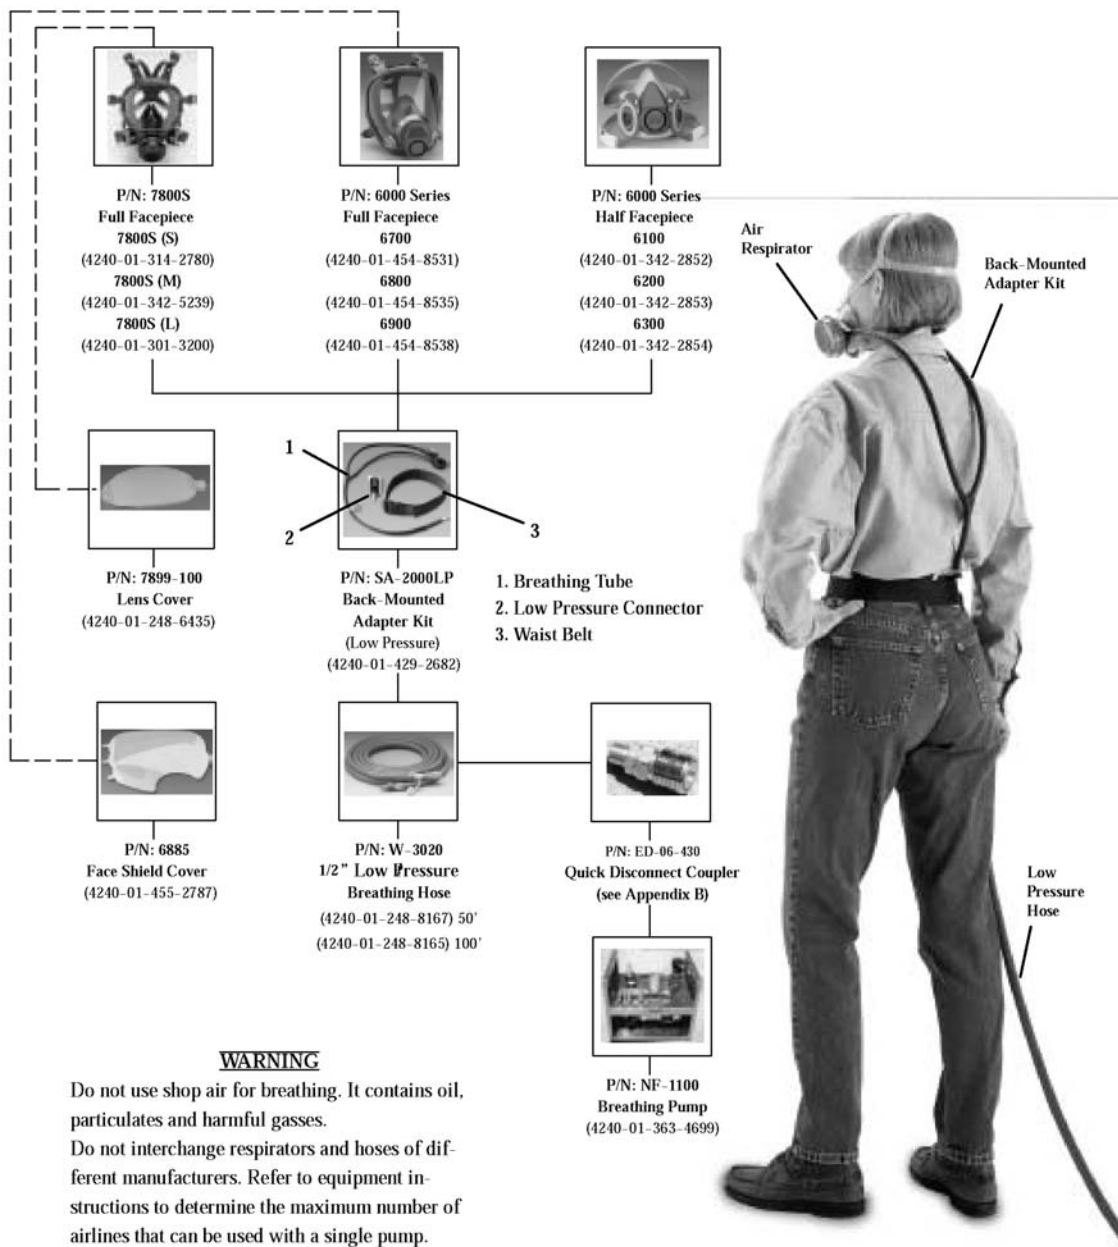 P/N: 7800S
Full Facepiece
7800S (S)
(4240-01-314-2780)
7800S (M)
(4240-01-342-5239)
7800S (L)
(4240-01-301-3200)
P/N: 6000 Series
Full Facepiece
6700
(4240-01-454-8531)
6800
(4240-01-454-8535)
6900
(4240-01-454-8538)
P/N: 6000 Series
Half Facepiece
6100
(4240-01-342-2852)
6200
(4240-01-342-2853)
6300
(4240-01-342-2854)
Air
Respirator
Back-Mounted
Adapter Kit
1
2
3
P/N: 7899-100
Lens Cover
(4240-01-248-6435)
P/N: SA-2000LP
Back-Mounted
Adapter Kit
(Low Pressure)
(4240-01-429-2682)
1. Breathing Tube
2. Low Pressure Connector
3. Waist Belt
P/N: 6885
Face Shield Cover
(4240-01-455-2787)
P/N: W-3020
1/2" Low Pressure
Breathing Hose
(4240-01-248-8167) 50'
(4240-01-248-8165) 100'
P/N: ED-06-430
Quick Disconnect Coupler
(see Appendix B)
Low
Pressure
Hose
P/N: NF-1100
Breathing Pump
(4240-01-363-4699)
WARNING
Do not use shop air for breathing. It contains oil,
particulates and harmful gasses.
Do not interchange respirators and hoses of dif-
ferent manufacturers. Refer to equipment in-
structions to determine the maximum number of
airlines that can be used with a single pump.